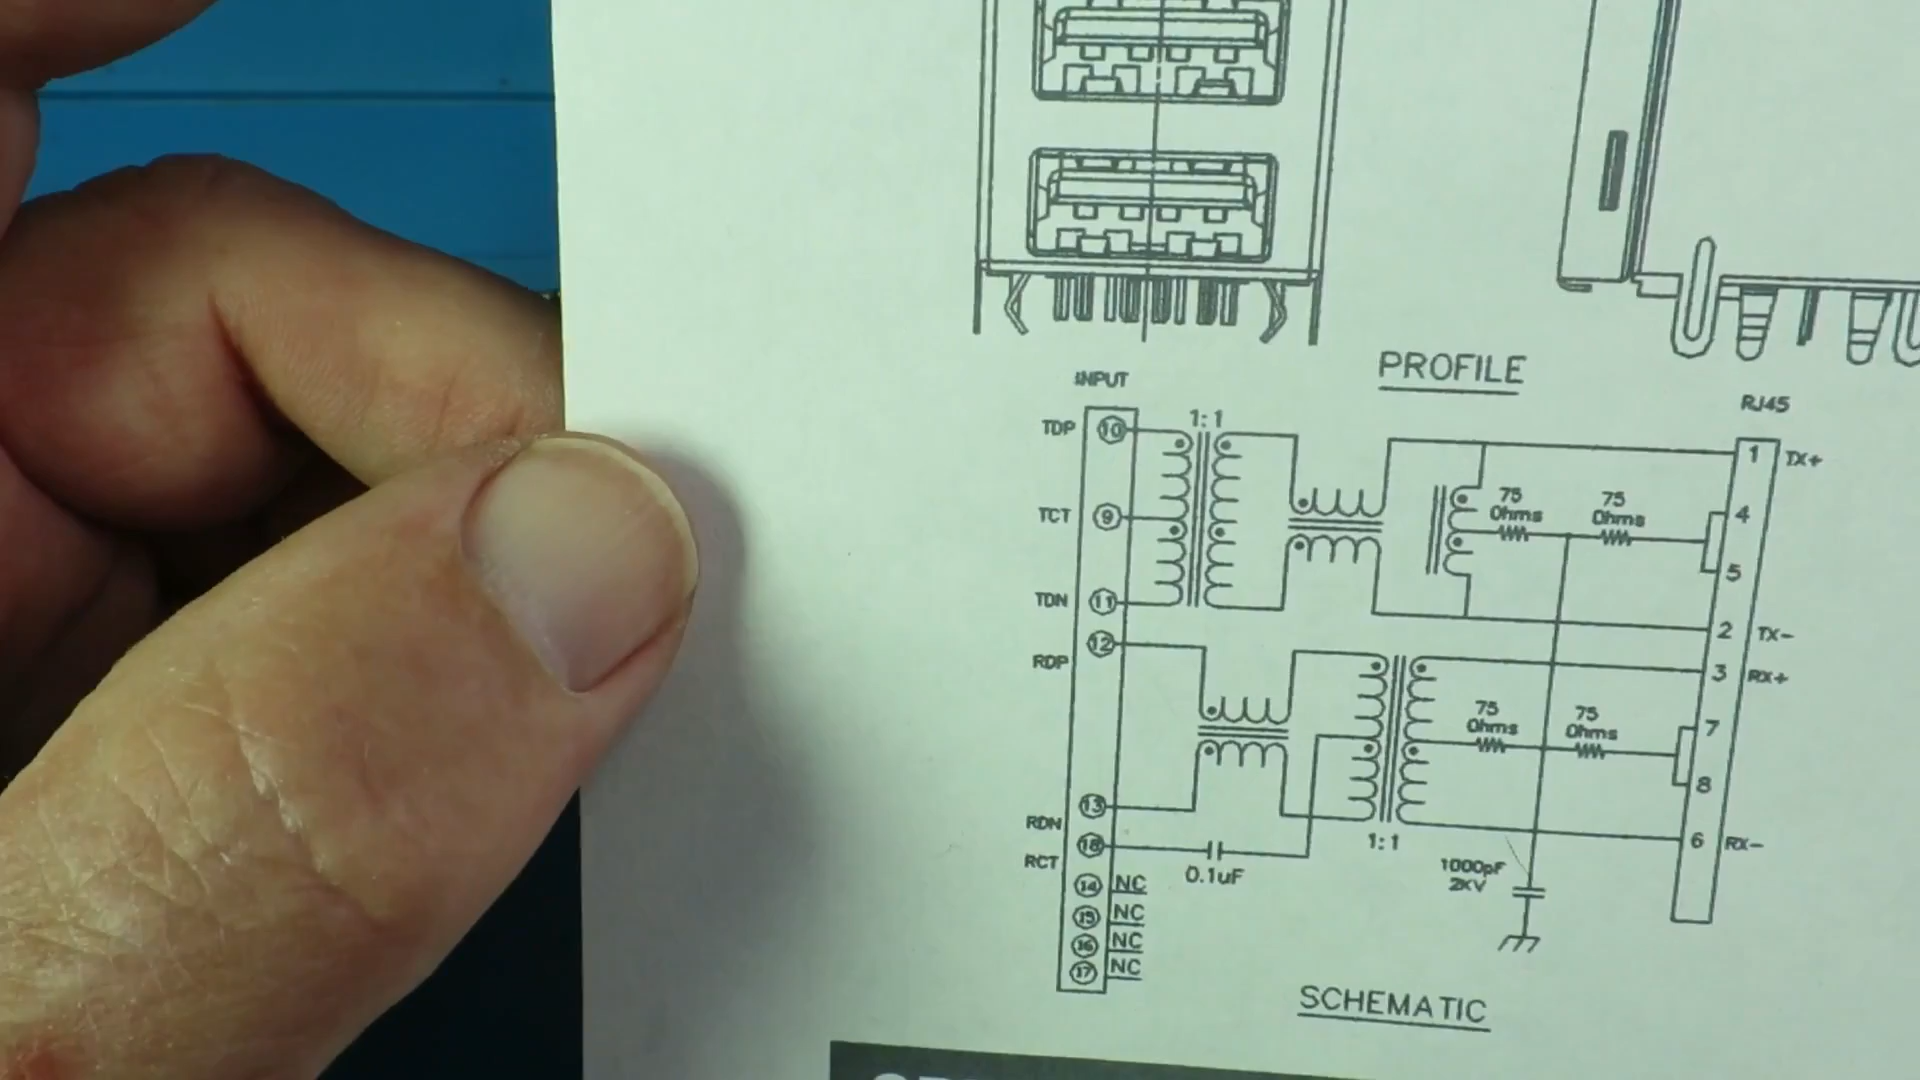 PROFILE
INPUT
RJ45
1:1
TDP
10
1
TX+
75
Ohms
75
Ohms
TCT
9
4
5
TDN
11
2
TX-
12
RDP
3
RX+
75
Ohms
75
Ohms
7
8
13
RDN
18
RCT
0.1uF
1:1
1000pF
2KV
6
RX-
14 NC
15 NC
16 NC
17 NC
SCHEMATIC